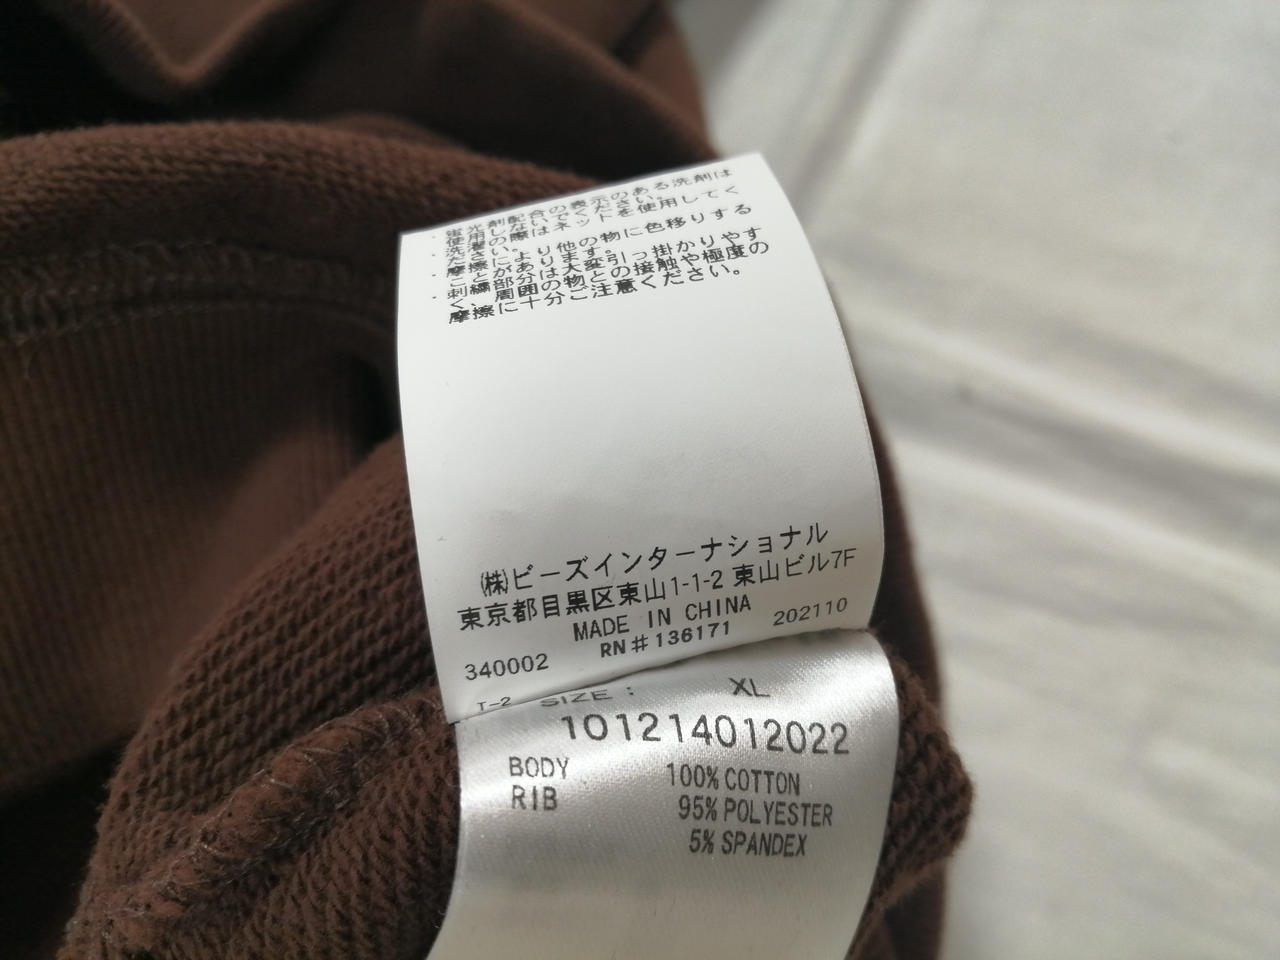 ・蛍光剤配合の表示のある洗剤は
使用しないでください。
・洗濯の際はネットを使用してく
ださい。
・摩擦により他の物に色移りする
ことがあります。
・刺繍部分は大変引っ掛かりやす
く、周囲の物との接触や極度の
摩擦に十分ご注意ください。
㈱ビーズインターナショナル
東京都目黒区東山1-1-2 東山ビル7F
MADE IN CHINA
340002 RN#136171 202110
T-2 SIZE: XL
101214012022
BODY 100% COTTON
RIB 95% POLYESTER
5% SPANDEX